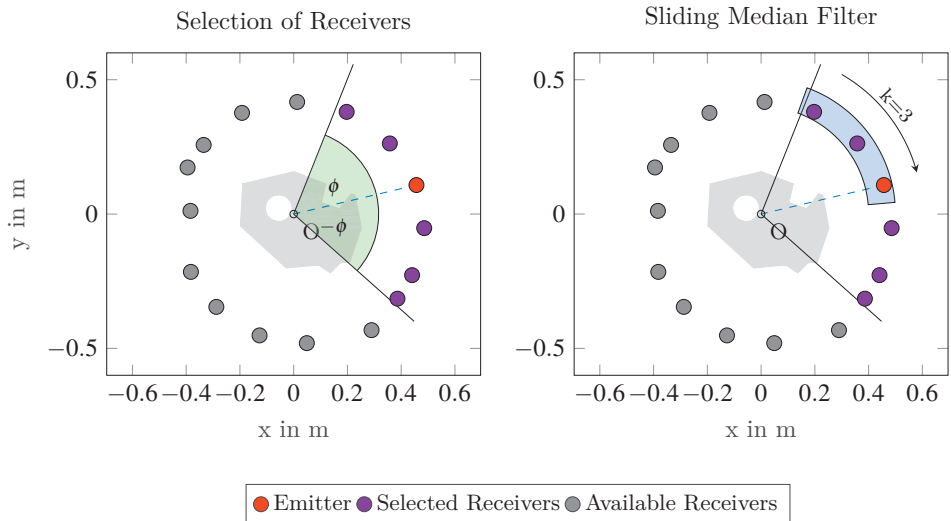 Selection of Receivers
Sliding Median Filter
0.5
0
−0.5
y in m
ϕ
O
−ϕ
−0.6
−0.4
−0.2
0
0.2
0.4
0.6
x in m
0.5
0
−0.5
k=3
O
−0.6
−0.4
−0.2
0
0.2
0.4
0.6
x in m
Emitter Selected Receivers Available Receivers